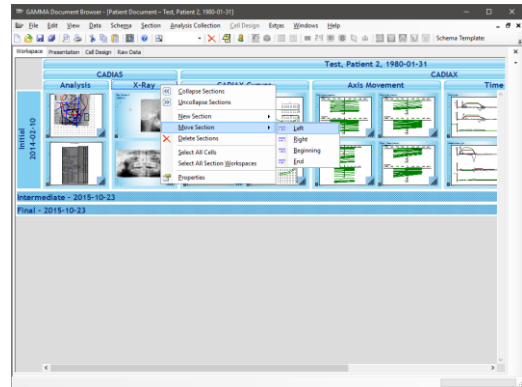 GAMMA Document Browser - [Patient Document – Test, Patient 2, 1980-01-31]
File Edit View Data Schema Section Analysis Collection Cell Design Extras Windows Help
Schema Template:
Workspace Presentation Cell Design Raw Data
Test, Patient 2, 1980-01-31
CADIAS CADIAX
Analysis X-Ray CADIAX Curves Axis Movement Time
Initial
2014-02-10
Collapse Sections
Uncollapse Sections
New Section
Move Section
Delete Sections
Select All Cells
Select All Section Workspaces
Properties
Left
Right
Beginning
End
Intermediate - 2015-10-23
Final - 2015-10-23